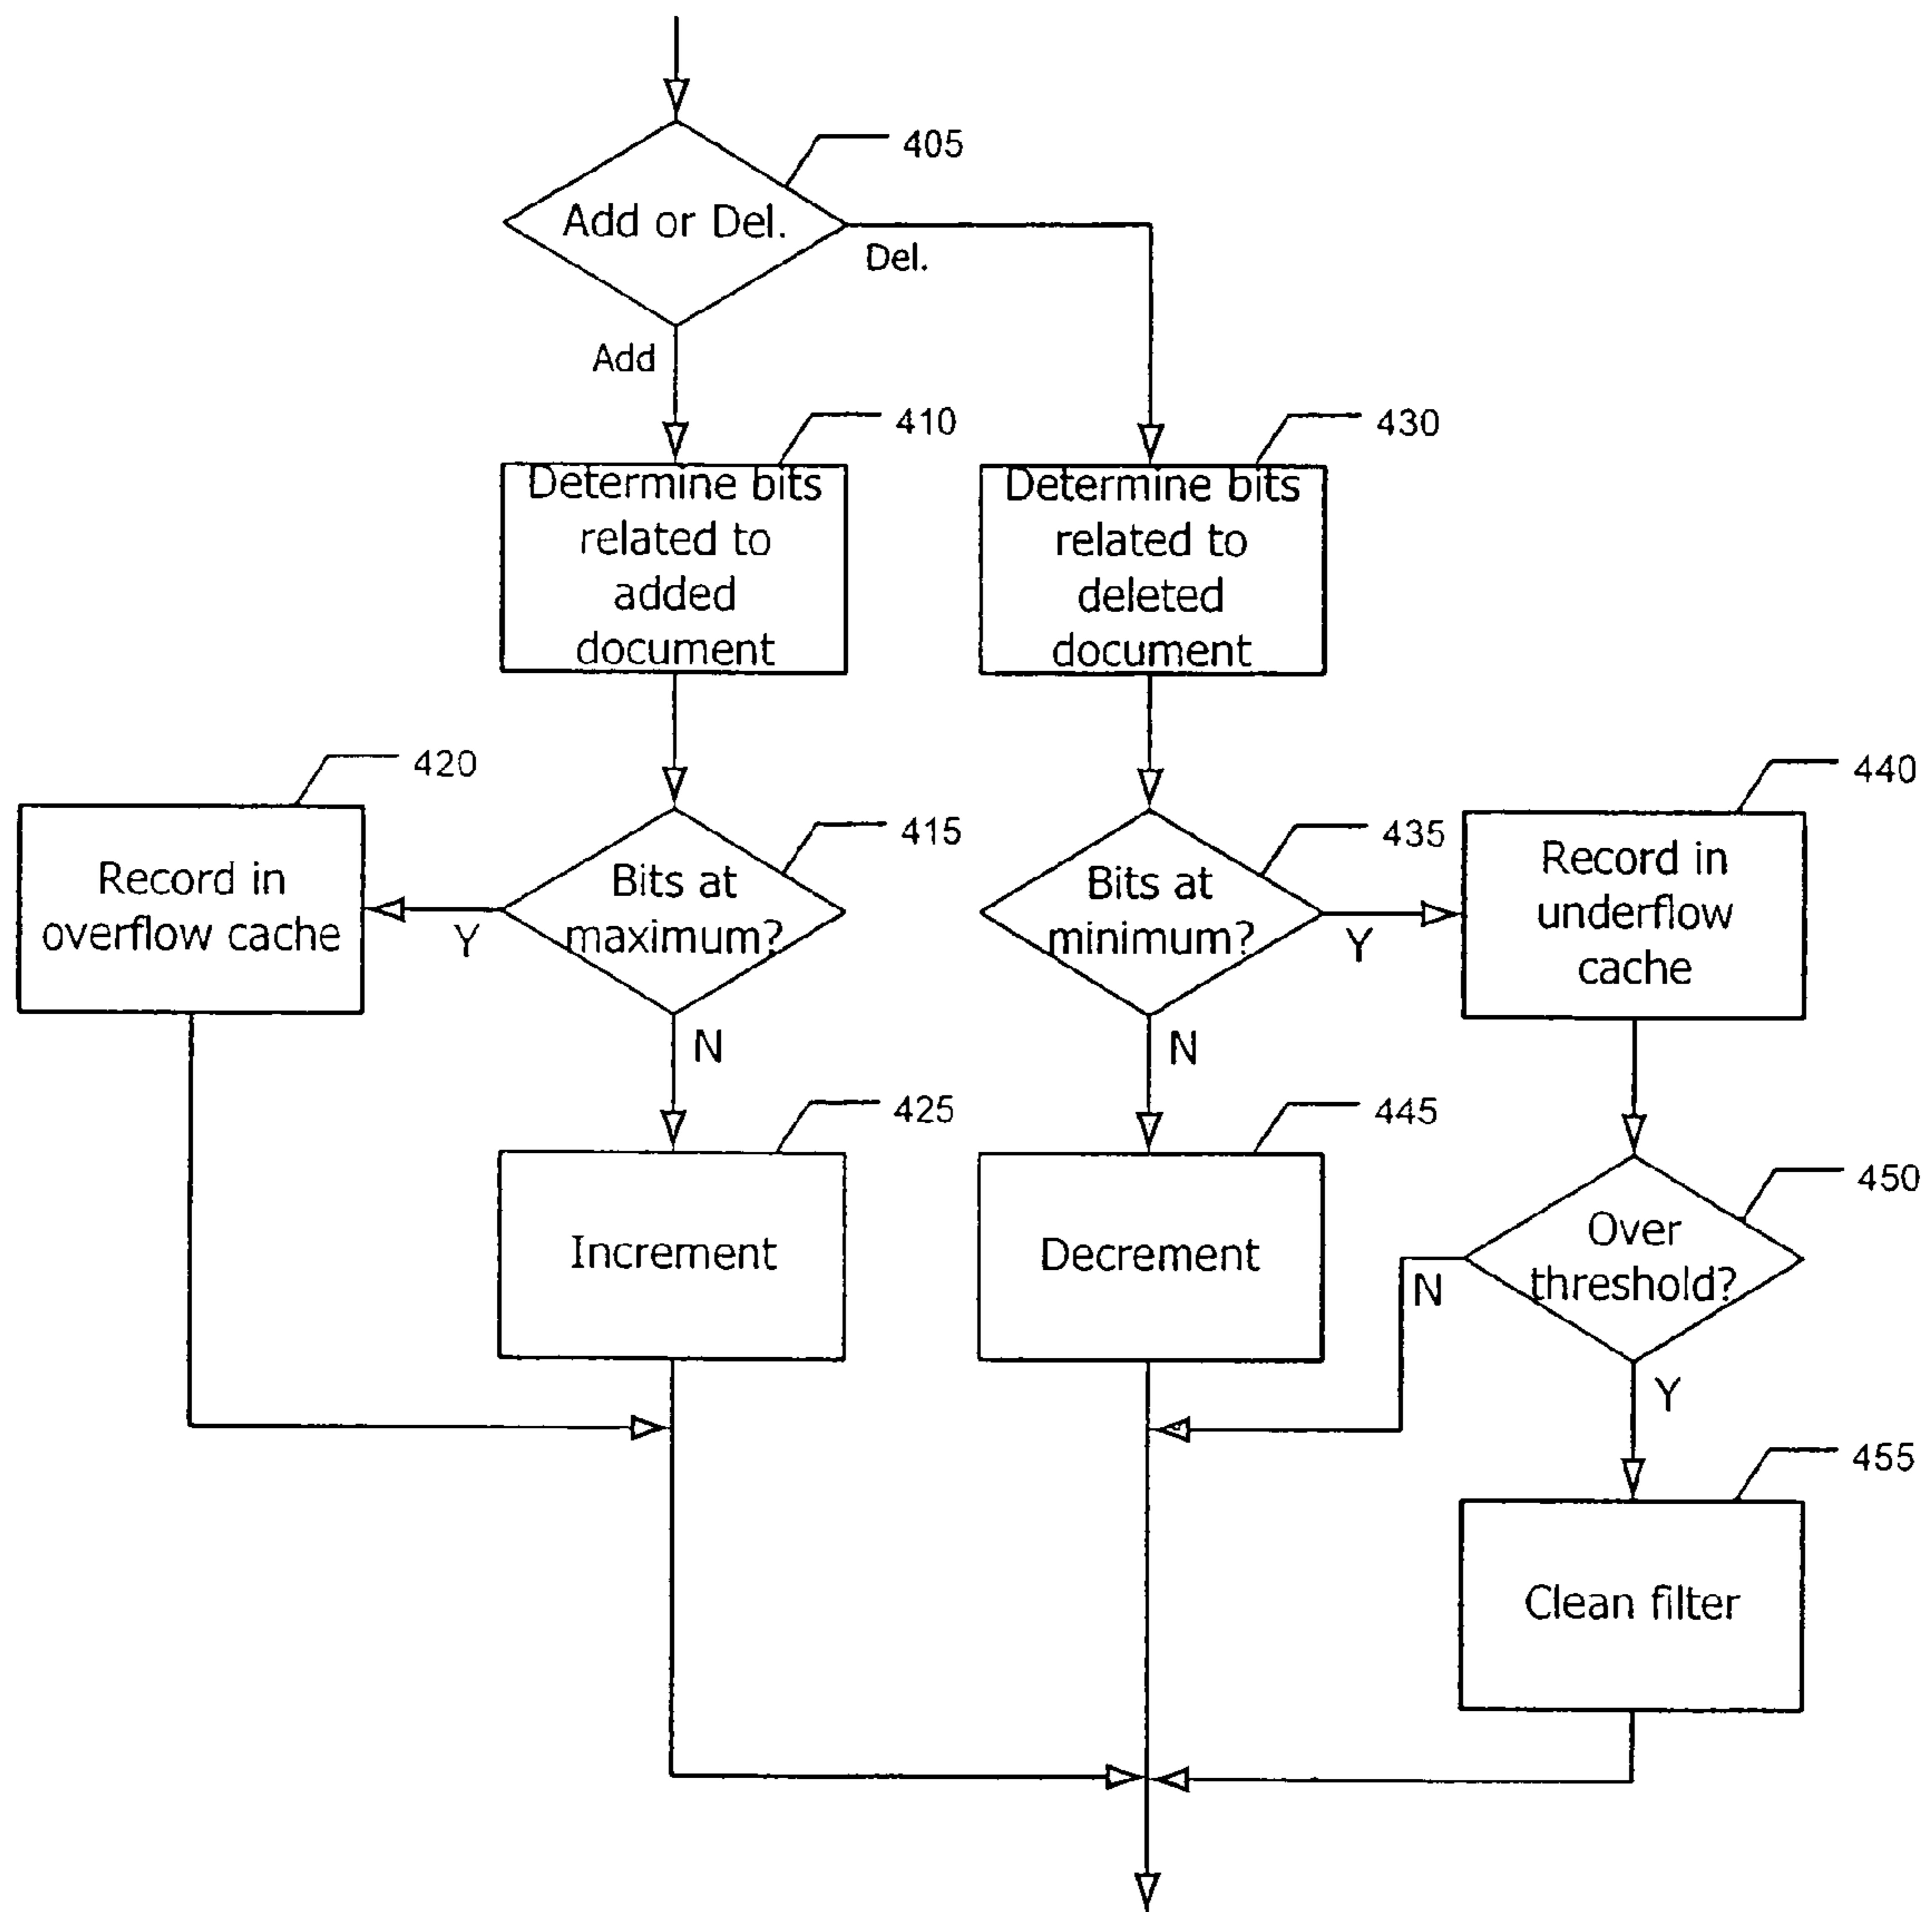 405
Add or Del.
Del.
Add
410
430
Determine bits
related to
added
document
Determine bits
related to
deleted
document
420
415
435
440
Record in
overflow cache
Y
Bits at
maximum?
Bits at
minimum?
Y
Record in
underflow
cache
N
N
425
445
450
Increment
Decrement
Over
threshold?
N
Y
455
Clean filter